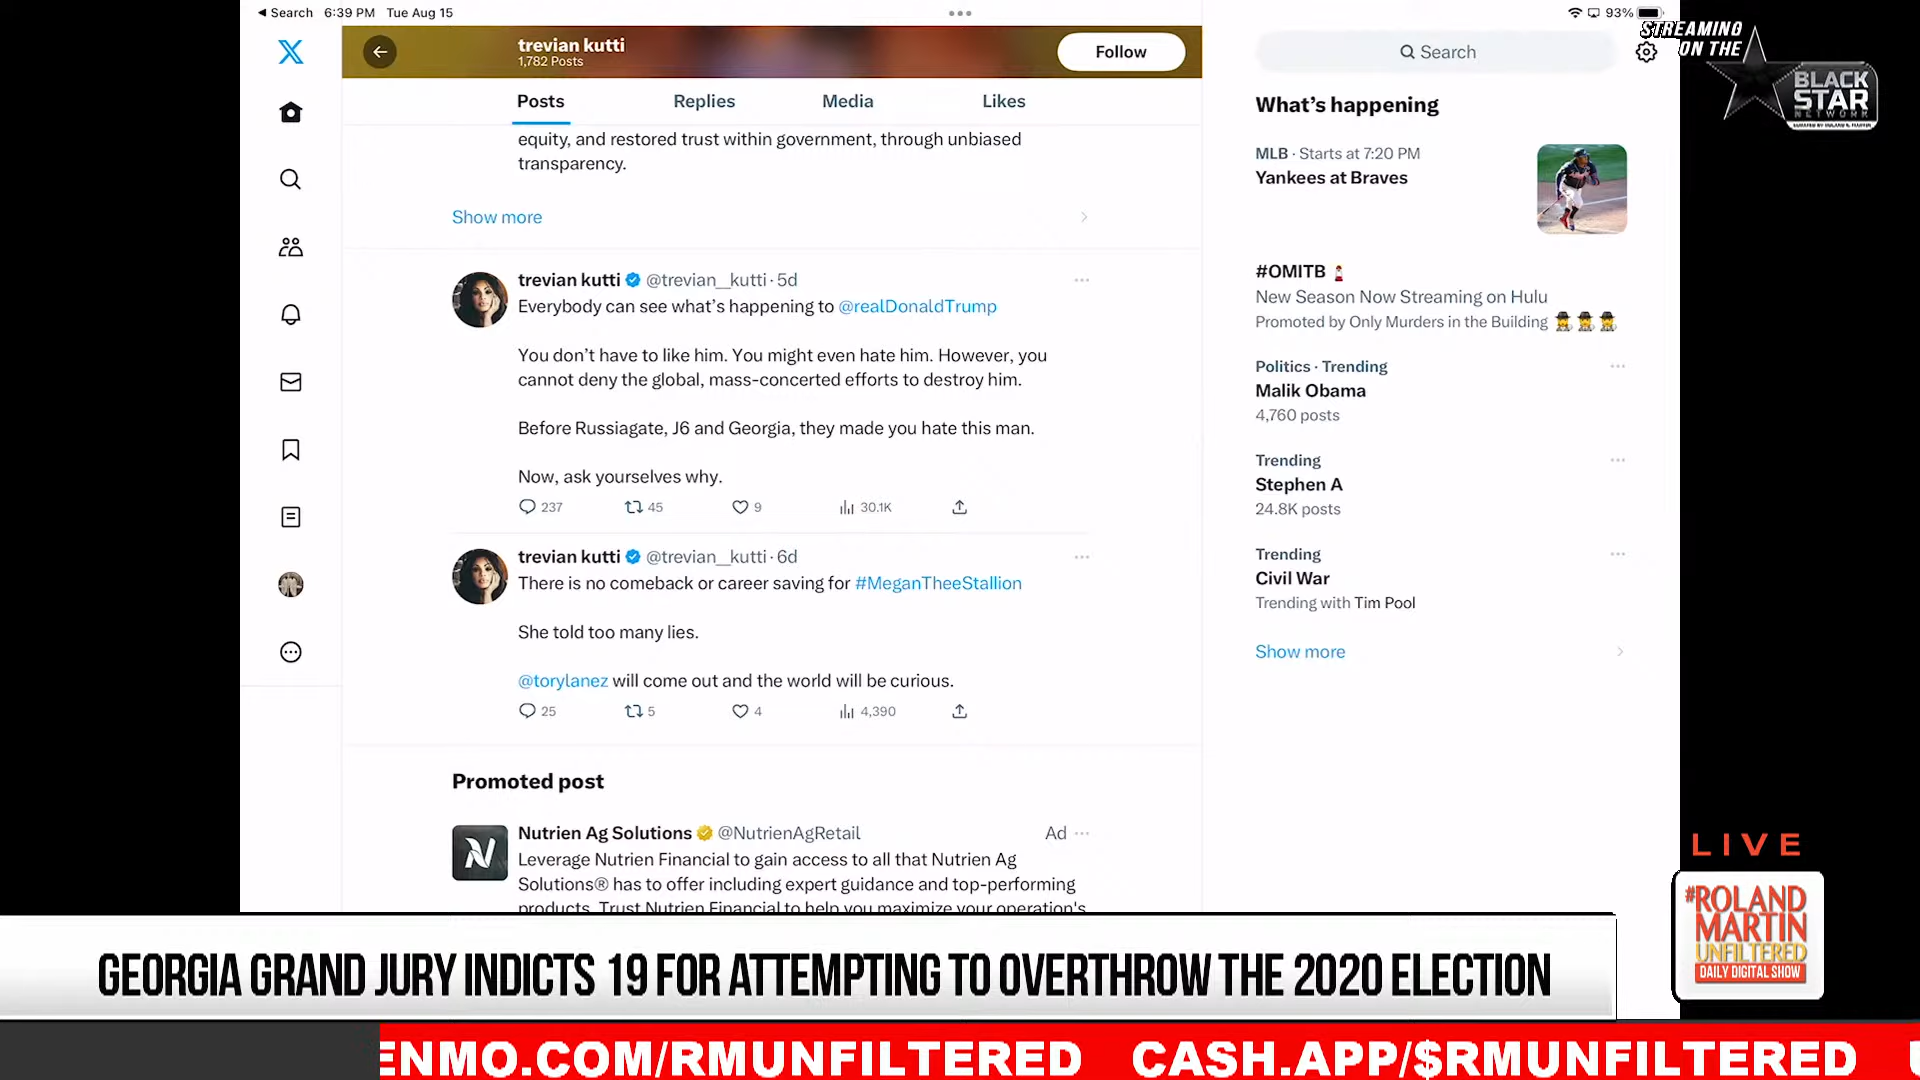 Search 6:39 PM Tue Aug 15
93%
STREAMING
ON THE
BLACK
STAR
NETWORK
trevian kutti
1,782 Posts
Follow
Search
Posts Replies Media Likes
equity, and restored trust within government, through unbiased
transparency.
Show more
trevian kutti @trevian__kutti · 5d
Everybody can see what's happening to @realDonaldTrump
You don't have to like him. You might even hate him. However, you
cannot deny the global, mass-concerted efforts to destroy him.
Before Russiagate, J6 and Georgia, they made you hate this man.
Now, ask yourselves why.
237 45 9 30.1K
trevian kutti @trevian__kutti · 6d
There is no comeback or career saving for #MeganTheeStallion
She told too many lies.
@torylanez will come out and the world will be curious.
25 5 4 4,390
Promoted post
Nutrien Ag Solutions @NutrienAgRetail Ad
Leverage Nutrien Financial to gain access to all that Nutrien Ag
Solutions® has to offer including expert guidance and top-performing
products. Trust Nutrien Financial to help you maximize your operation's
What's happening
MLB · Starts at 7:20 PM
Yankees at Braves
#OMITB
New Season Now Streaming on Hulu
Promoted by Only Murders in the Building
Politics · Trending
Malik Obama
4,760 posts
Trending
Stephen A
24.8K posts
Trending
Civil War
Trending with Tim Pool
Show more
LIVE
#ROLAND
MARTIN
UNFILTERED
DAILY DIGITAL SHOW
GEORGIA GRAND JURY INDICTS 19 FOR ATTEMPTING TO OVERTHROW THE 2020 ELECTION
ENMO.COM/RMUNFILTERED CASH.APP/$RMUNFILTERED